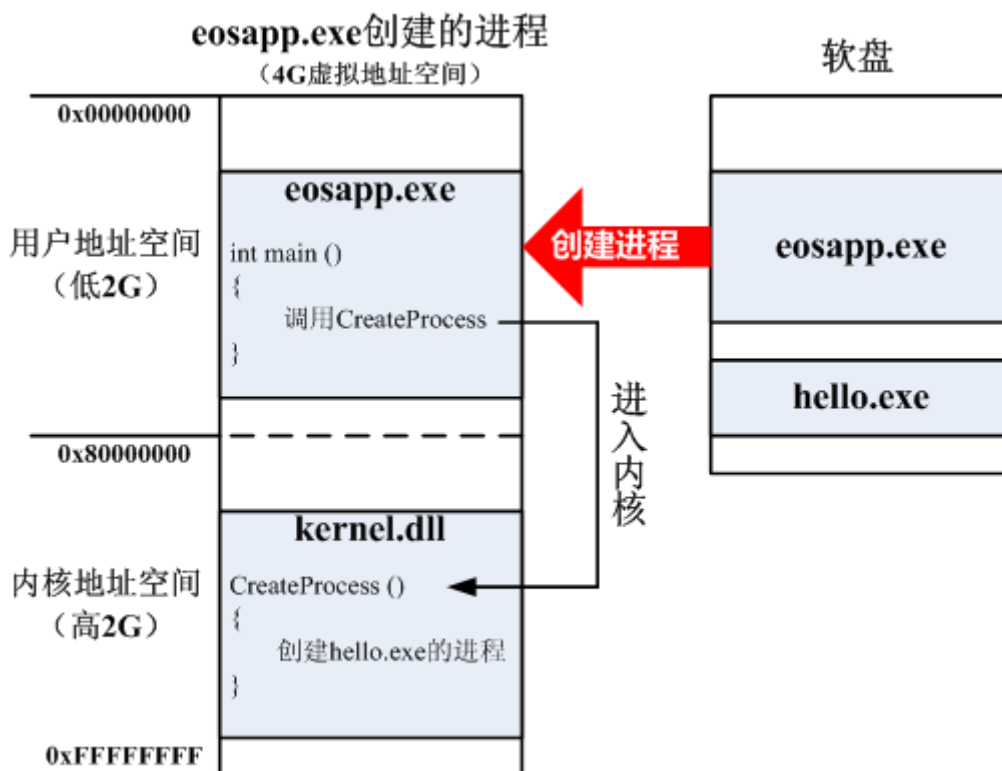 eosapp.exe创建的进程
（4G虚拟地址空间）
软盘
0x00000000
eosapp.exe
int main ()
{
调用CreateProcess
}
用户地址空间
（低2G）
创建进程
eosapp.exe
hello.exe
进入内核
0x80000000
kernel.dll
CreateProcess ()
{
创建hello.exe的进程
}
内核地址空间
（高2G）
0xFFFFFFFF